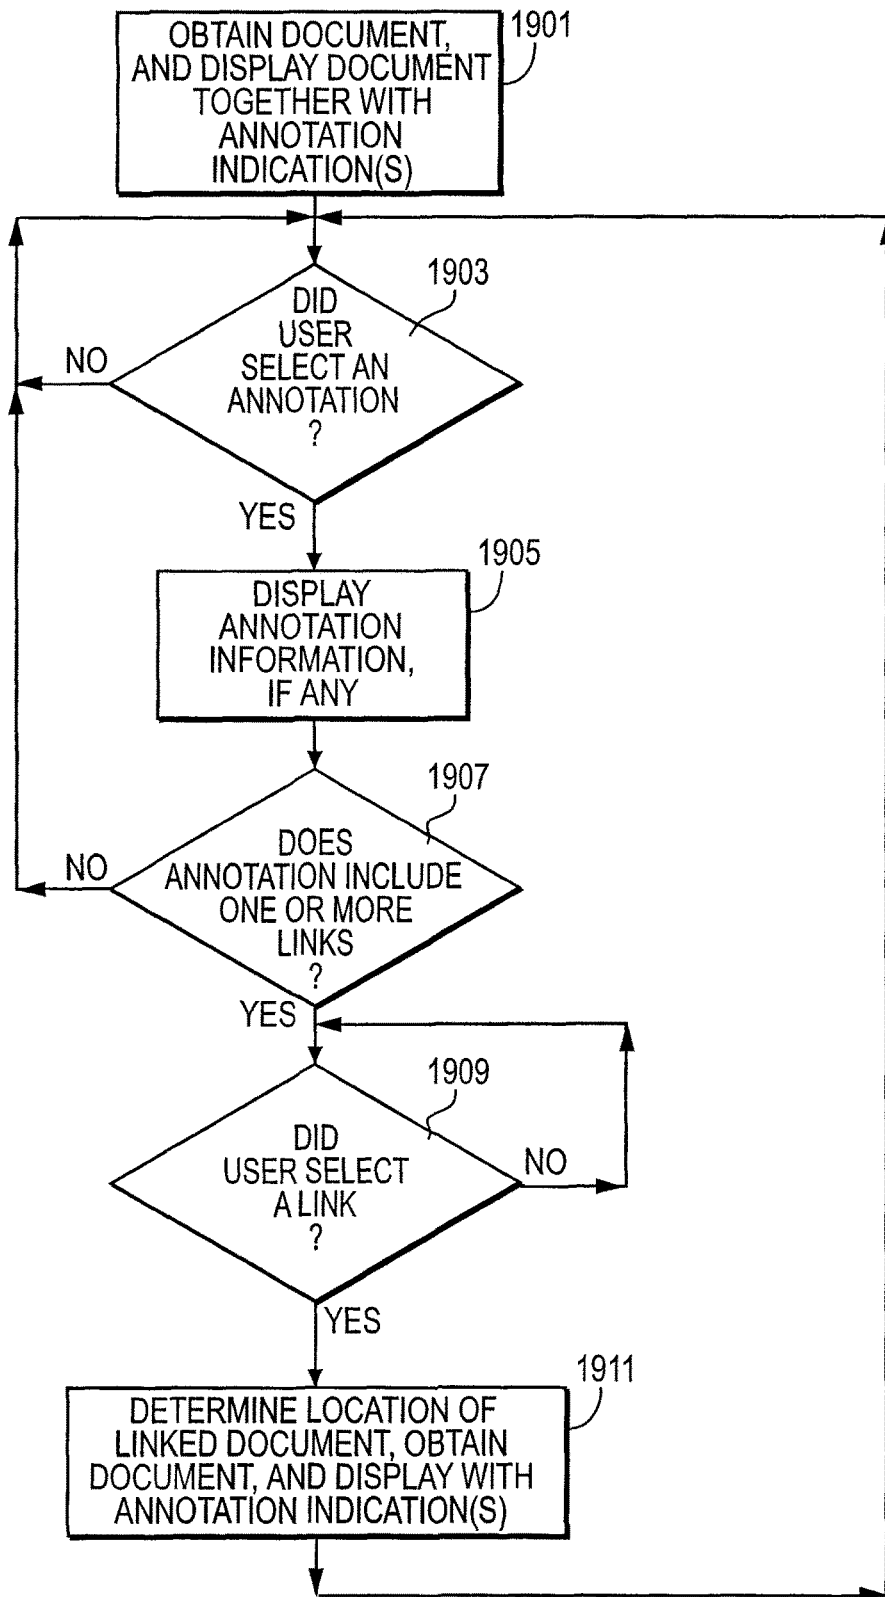 OBTAIN DOCUMENT,
AND DISPLAY DOCUMENT
TOGETHER WITH
ANNOTATION
INDICATION(S)
1901
DID
USER
SELECT AN
ANNOTATION
?
1903
NO
YES
DISPLAY
ANNOTATION
INFORMATION,
IF ANY
1905
DOES
ANNOTATION INCLUDE
ONE OR MORE
LINKS
?
1907
NO
YES
DID
USER SELECT
A LINK
?
1909
NO
YES
DETERMINE LOCATION OF
LINKED DOCUMENT, OBTAIN
DOCUMENT, AND DISPLAY WITH
ANNOTATION INDICATION(S)
1911